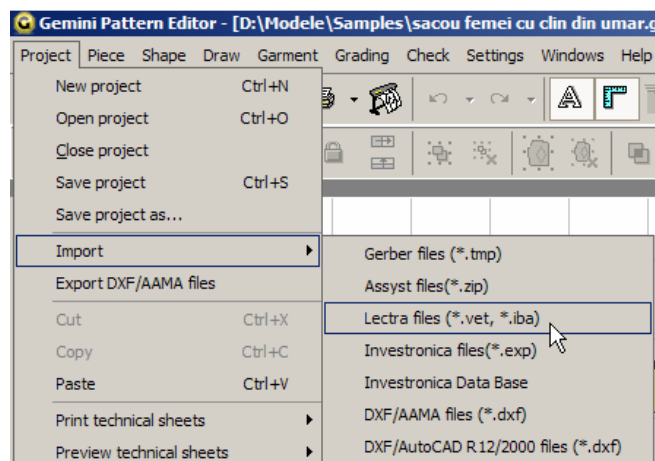 Gemini Pattern Editor - [D:\Modele\Samples\sacou femei cu clin din umar.g
Project Piece Shape Draw Garment Grading Check Settings Windows Help
New project Ctrl+N
Open project Ctrl+O
Close project
Save project Ctrl+S
Save project as...
Import
Export DXF/AAMA files
Cut Ctrl+X
Copy Ctrl+C
Paste Ctrl+V
Print technical sheets
Preview technical sheets
Gerber files (*.tmp)
Assyst files(*.zip)
Lectra files (*.vet, *.iba)
Investronica files(*.exp)
Investronica Data Base
DXF/AAMA files (*.dxf)
DXF/AutoCAD R12/2000 files (*.dxf)